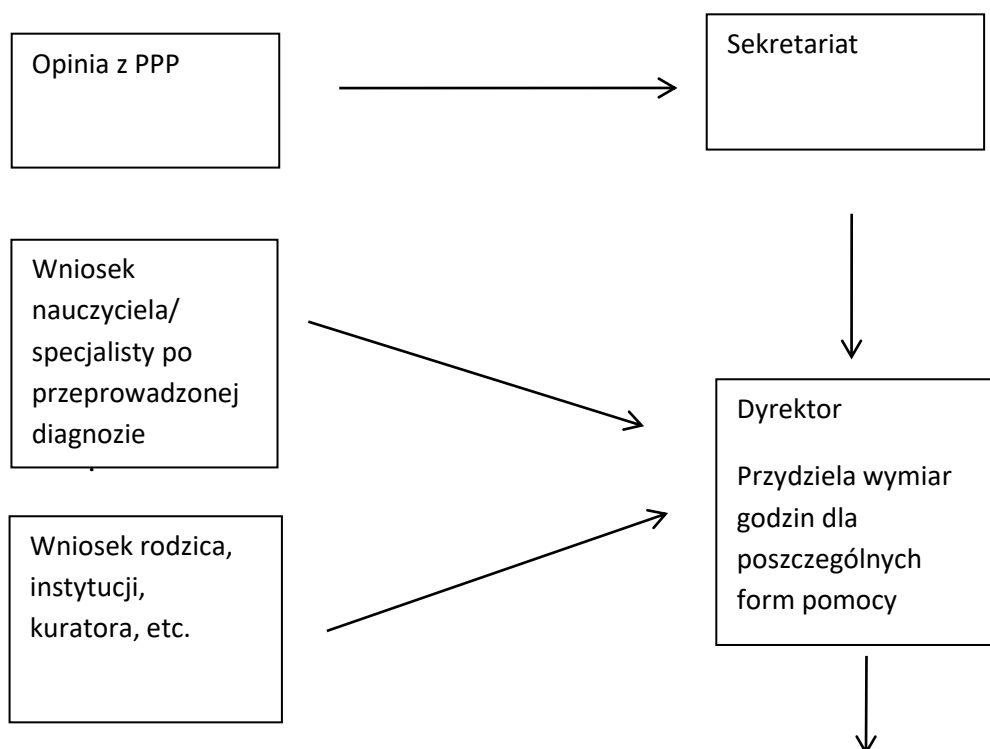 Opinia z PPP
Sekretariat
Wniosek
nauczyciela/
specjalisty po
przeprowadzonej
diagnozie
.
Wniosek rodzica,
instytucji,
kuratora, etc.
Dyrektor
Przydziela wymiar
godzin dla
poszczególnych
form pomocy